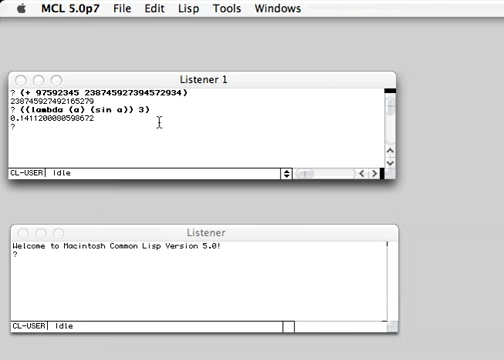 MCL 5.0p7 File Edit Lisp Tools Windows
Listener 1
? (+ 97592345 238745927394572934)
238745927492165279
? ((lambda (a) (sin a)) 3)
0.1411200080598672
?
CL-USER Idle
Listener
Welcome to Macintosh Common Lisp Version 5.0!
?
CL-USER Idle